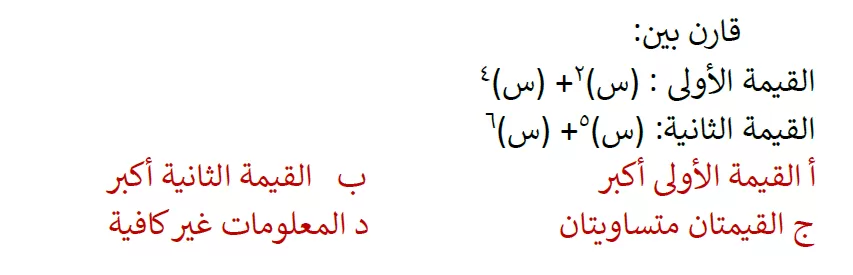 قارن بين:
القيمة الأولى : (س)٢+ (س)٤
القيمة الثانية: (س)٥+ (س)٦
أ القيمة الأولى أكبر ب القيمة الثانية أكبر
ج القيمتان متساويتان د المعلومات غير كافية